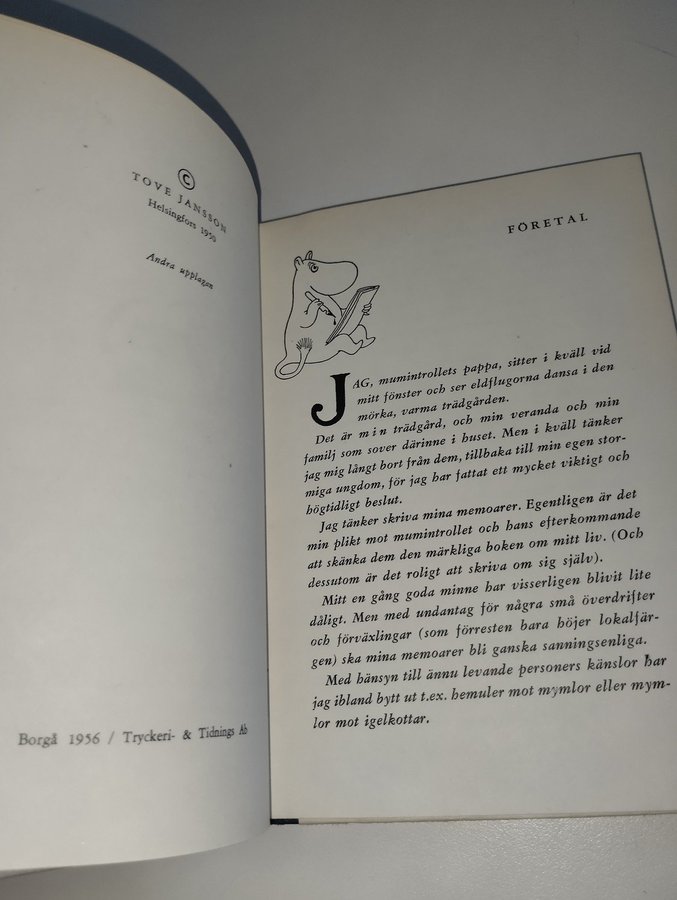 ©
TOVE JANSSON
Helsingfors 1950
Andra upplagan
Borgå 1956 / Tryckeri- & Tidnings Ab
FÖRETAL
JAG, mumintrollets pappa, sitter i kväll vid
mitt fönster och ser eldflugorna dansa i den
mörka, varma trädgården.
Det är min trädgård, och min veranda och min
familj som sover därinne i huset. Men i kväll tänker
jag mig långt bort från dem, tillbaka till min egen stor-
miga ungdom, för jag har fattat ett mycket viktigt och
högtidligt beslut.
Jag tänker skriva mina memoarer. Egentligen är det
min plikt mot mumintrollet och hans efterkommande
att skänka dem den märkliga boken om mitt liv. (Och
dessutom är det roligt att skriva om sig själv).
Mitt en gång goda minne har visserligen blivit lite
dåligt. Men med undantag för några små överdrifter
och förväxlingar (som förresten bara höjer lokalfär-
gen) ska mina memoarer bli ganska sanningsenliga.
Med hänsyn till ännu levande personers känslor har
jag ibland bytt ut t.ex. hemuler mot mymlor eller mym-
lor mot igelkottar.